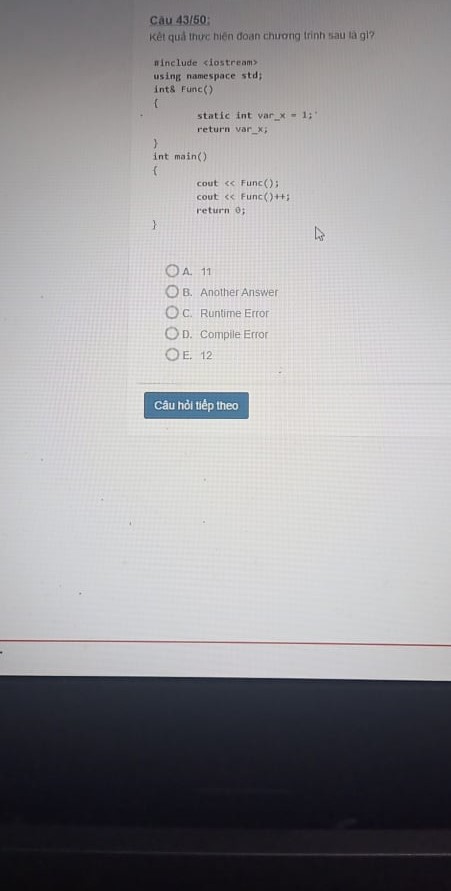 Câu 43/50:
Kết quả thực hiện đoạn chương trình sau là gì?
#include <iostream>
using namespace std;
int& Func()
{
static int var_x = 1;
return var_x;
}
int main()
{
cout << Func();
cout << Func()++;
return 0;
}
A. 11
B. Another Answer
C. Runtime Error
D. Compile Error
E. 12
Câu hỏi tiếp theo